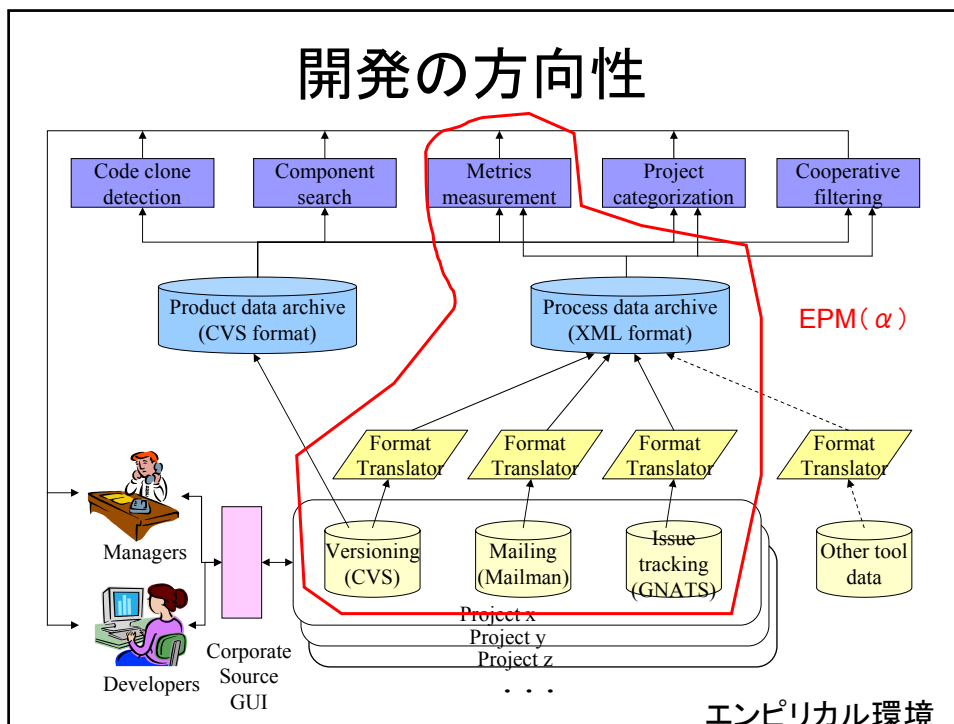 開発の方向性
Code clone
detection
Component
search
Metrics
measurement
Project
categorization
Cooperative
filtering
Product data archive
(CVS format)
Process data archive
(XML format)
EPM(α)
Format
Translator
Format
Translator
Format
Translator
Format
Translator
Managers
Developers
Corporate
Source
GUI
Versioning
(CVS)
Mailing
(Mailman)
Issue
tracking
(GNATS)
Other tool
data
Project x
Project y
Project z
・・・
エンピリカル環境